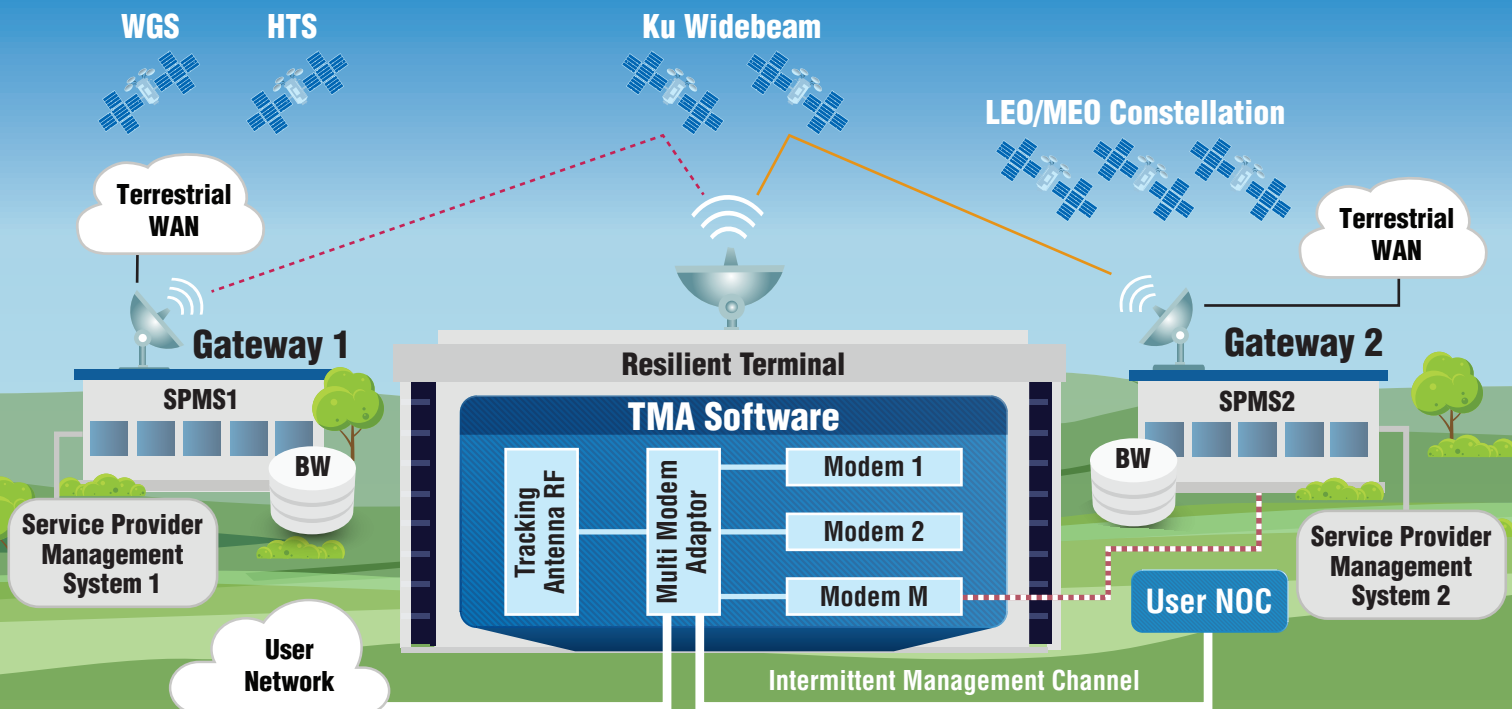 WGS
HTS
Ku Widebeam
LEO/MEO Constellation
Terrestrial
WAN
Terrestrial
WAN
Gateway 1
Gateway 2
Resilient Terminal
SPMS1
SPMS2
TMA Software
BW
BW
Tracking
Antenna RF
Multi Modem
Adaptor
Modem 1
Modem 2
Modem M
Service Provider
Management
System 1
Service Provider
Management
System 2
User NOC
User
Network
Intermittent Management Channel